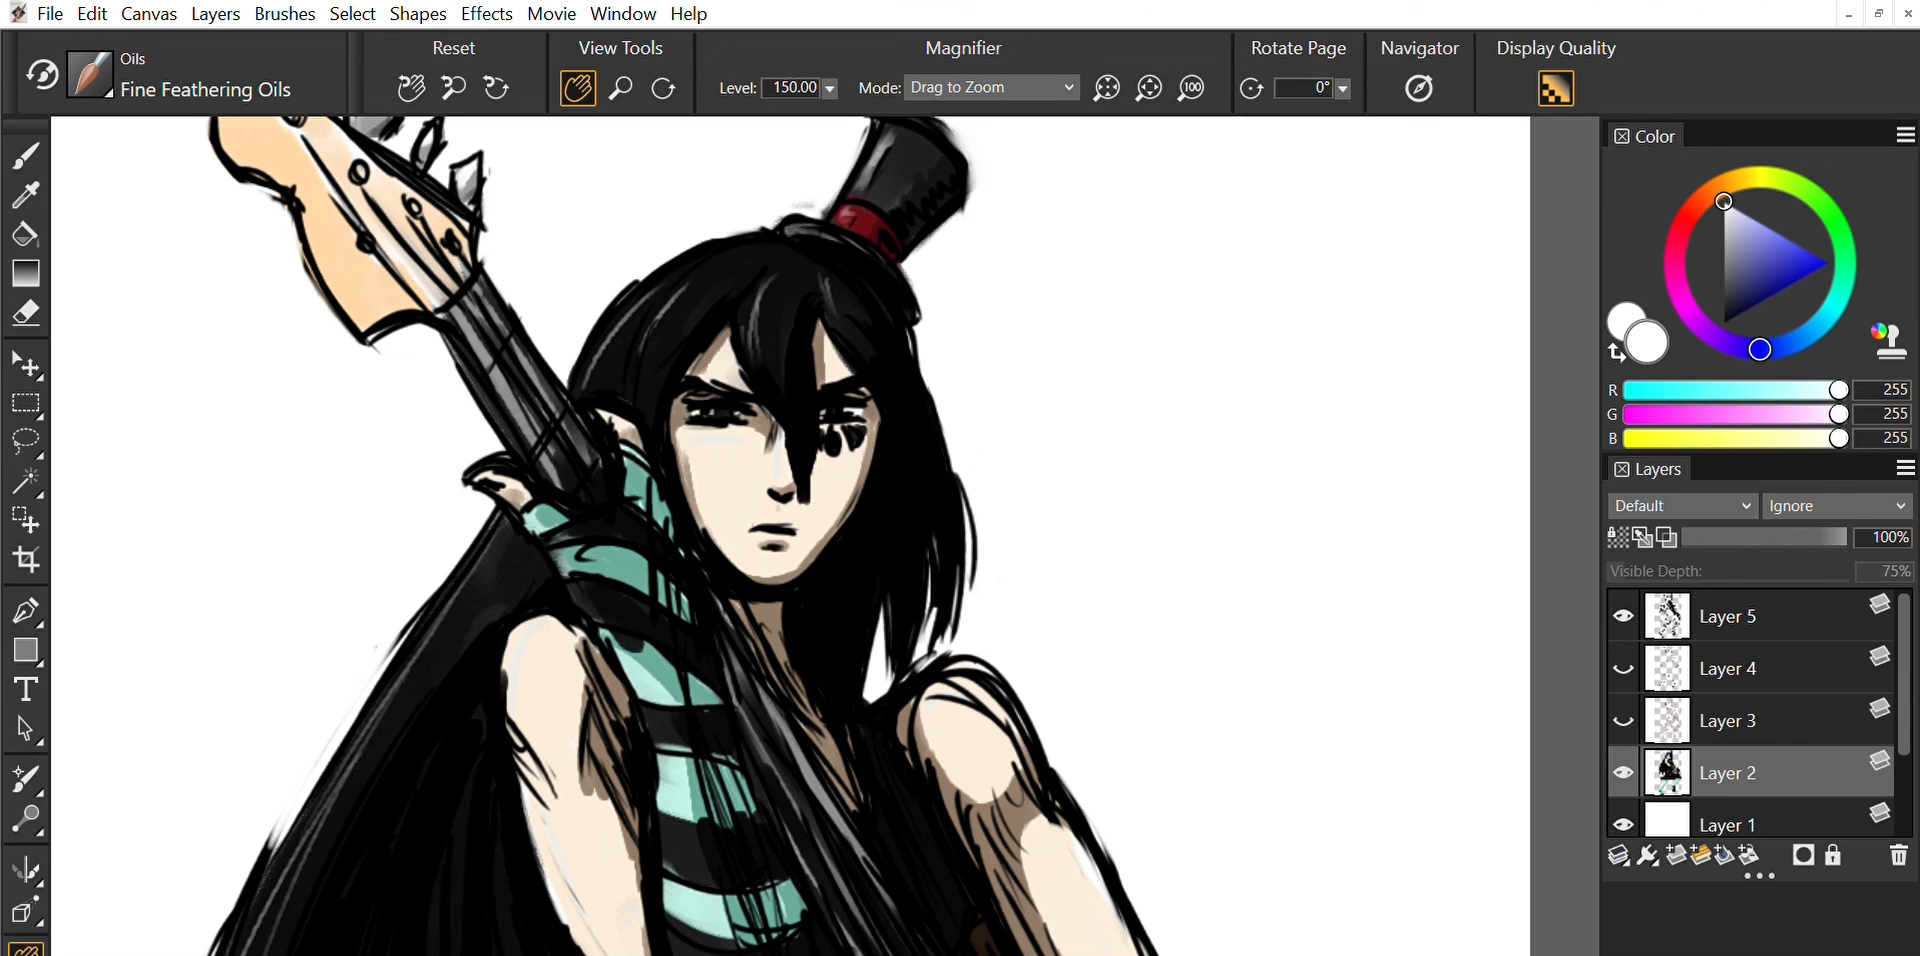 File Edit Canvas Layers Brushes Select Shapes Effects Movie Window Help
Oils
Fine Feathering Oils
Reset
View Tools
Magnifier
Level: 150.00
Mode: Drag to Zoom
100
Rotate Page
0°
Navigator
Display Quality
Color
R 255
G 255
B 255
Layers
Default Ignore
100%
Visible Depth: 75%
Layer 5
Layer 4
Layer 3
Layer 2
Layer 1
T